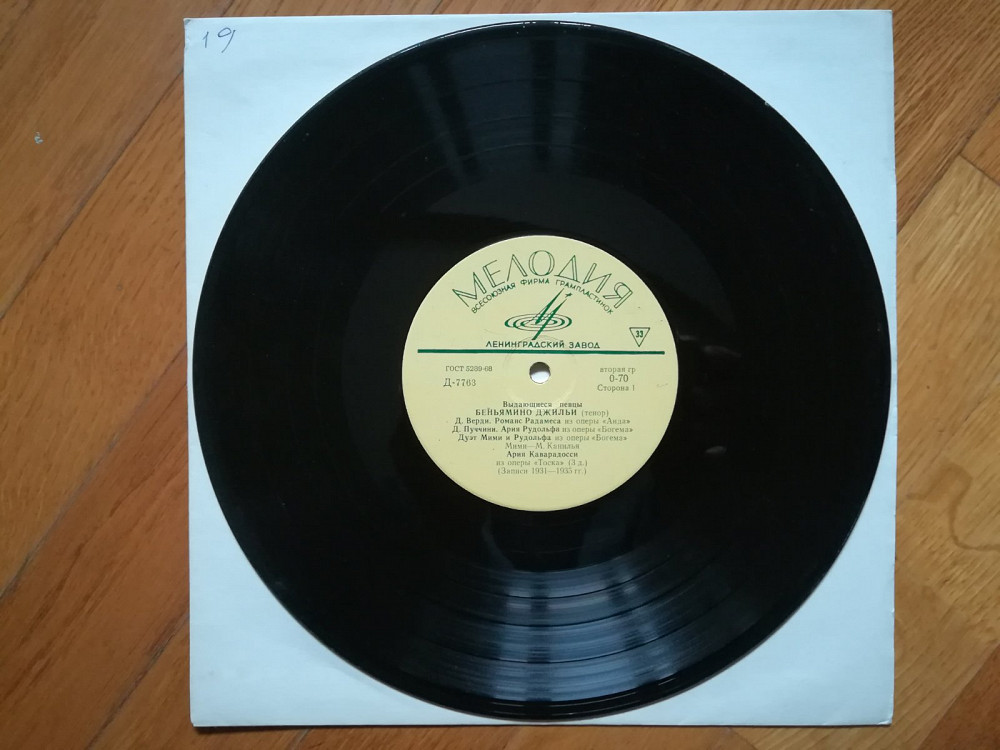 19
МЕЛОДИЯ
ВСЕСОЮЗНАЯ ФИРМА ГРАМПЛАСТИНОК
ЛЕНИНГРАДСКИЙ ЗАВОД
33
ГОСТ 5289-68
Д-7763
вторая гр
0-70
Сторона 1
Выдающиеся певцы
БЕНЬЯМИНО ДЖИЛЬИ (тенор)
Д. Верди. Романс Радамеса из оперы «Аида»
Д. Пуччини. Ария Рудольфа из оперы «Богема»
Дуэт Мими и Рудольфа из оперы «Богема»
Мими — М. Канилья
Ария Каварадосси
из оперы «Тоска» (3 д.)
(Записи 1931—1935 гг.)